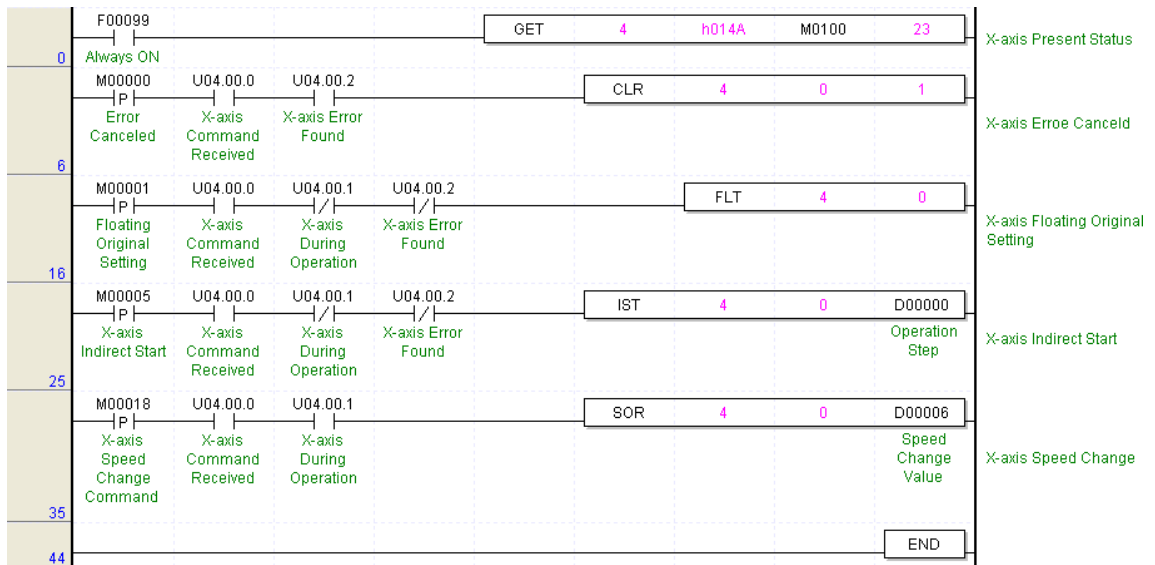 F00099
GET 4 h014A M0100 23
X-axis Present Status
0 Always ON
M00000 U04.00.0 U04.00.2
P
CLR 4 0 1
Error Canceled
X-axis Command Received
X-axis Error Found
X-axis Erroe Canceld
6
M00001 U04.00.0 U04.00.1 U04.00.2
P
FLT 4 0
Floating Original Setting
X-axis Command Received
X-axis During Operation
X-axis Error Found
X-axis Floating Original Setting
16
M00005 U04.00.0 U04.00.1 U04.00.2
P
IST 4 0 D00000
X-axis Indirect Start
X-axis Command Received
X-axis During Operation
X-axis Error Found
Operation Step
X-axis Indirect Start
25
M00018 U04.00.0 U04.00.1
P
SOR 4 0 D00006
X-axis Speed Change Command
X-axis Command Received
X-axis During Operation
Speed Change Value
X-axis Speed Change
35
END
44